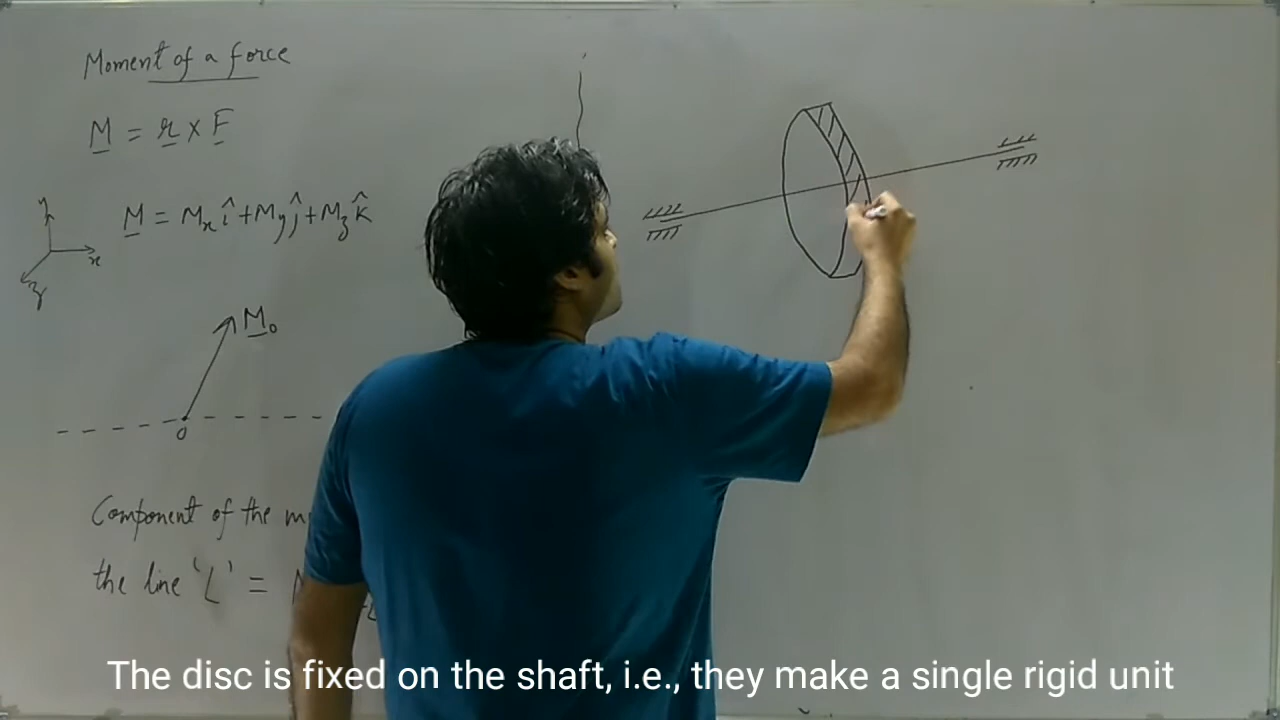 Moment of a force
M = r × F
M = Mx î + My ĵ + Mz k̂
y
x
z
M₀
O
Component of the
the line 'L' =
The disc is fixed on the shaft, i.e., they make a single rigid unit